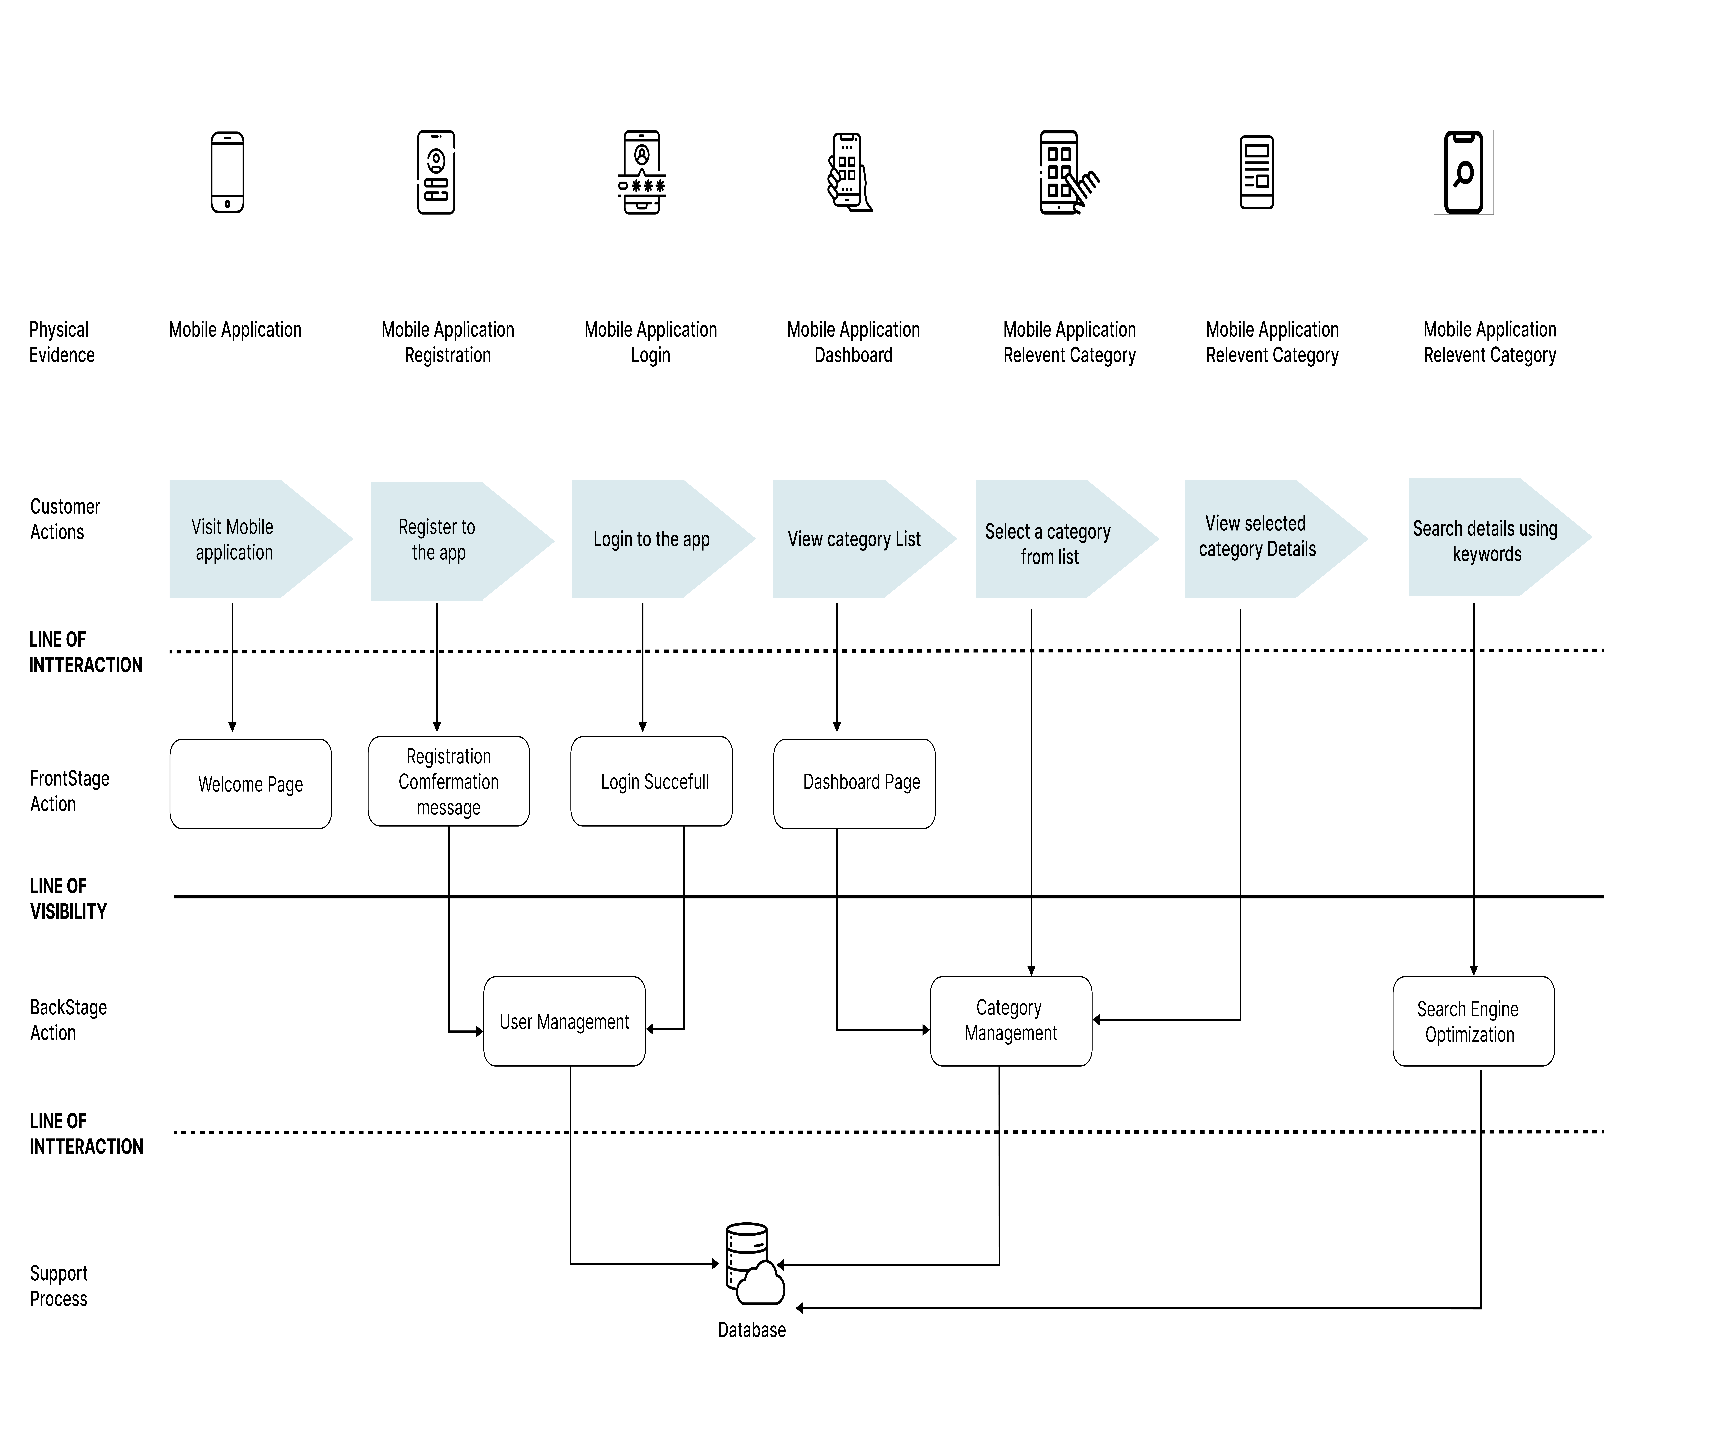 Physical
Evidence
Mobile Application
Mobile Application
Registration
Mobile Application
Login
Mobile Application
Dashboard
Mobile Application
Relevent Category
Mobile Application
Relevent Category
Mobile Application
Relevent Category
Customer
Actions
Visit Mobile
application
Register to
the app
Login to the app
View category List
Select a category
from list
View selected
category Details
Search details using
keywords
LINE OF
INTTERACTION
FrontStage
Action
Welcome Page
Registration
Comfermation
message
Login Succefull
Dashboard Page
LINE OF
VISIBILITY
BackStage
Action
User Management
Category
Management
Search Engine
Optimization
LINE OF
INTTERACTION
Support
Process
Database